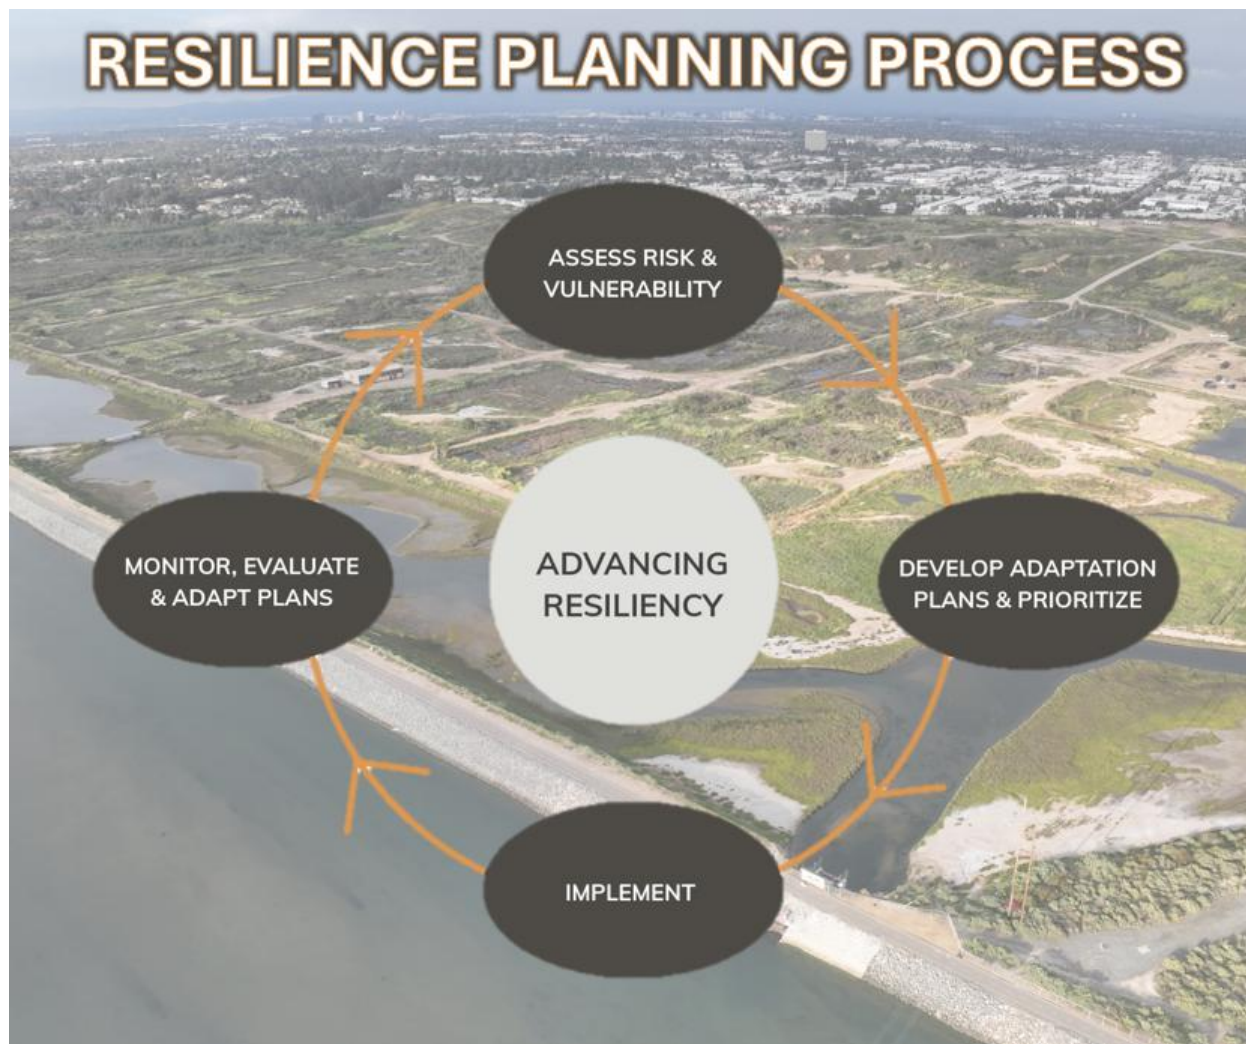 RESILIENCE PLANNING PROCESS
ASSESS RISK &
VULNERABILITY
MONITOR, EVALUATE
& ADAPT PLANS
ADVANCING
RESILIENCY
DEVELOP ADAPTATION
PLANS & PRIORITIZE
IMPLEMENT